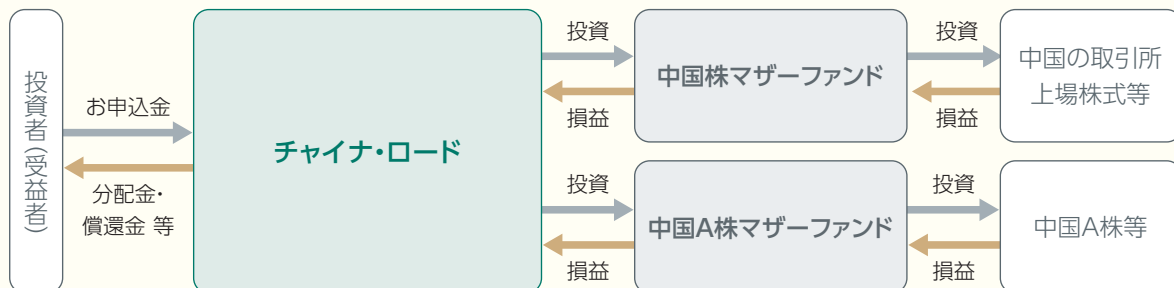 投資者(受益者)
お申込金
分配金・
償還金 等
チャイナ・ロード
投資
損益
中国株マザーファンド
投資
損益
中国の取引所
上場株式等
投資
損益
中国A株マザーファンド
投資
損益
中国A株等